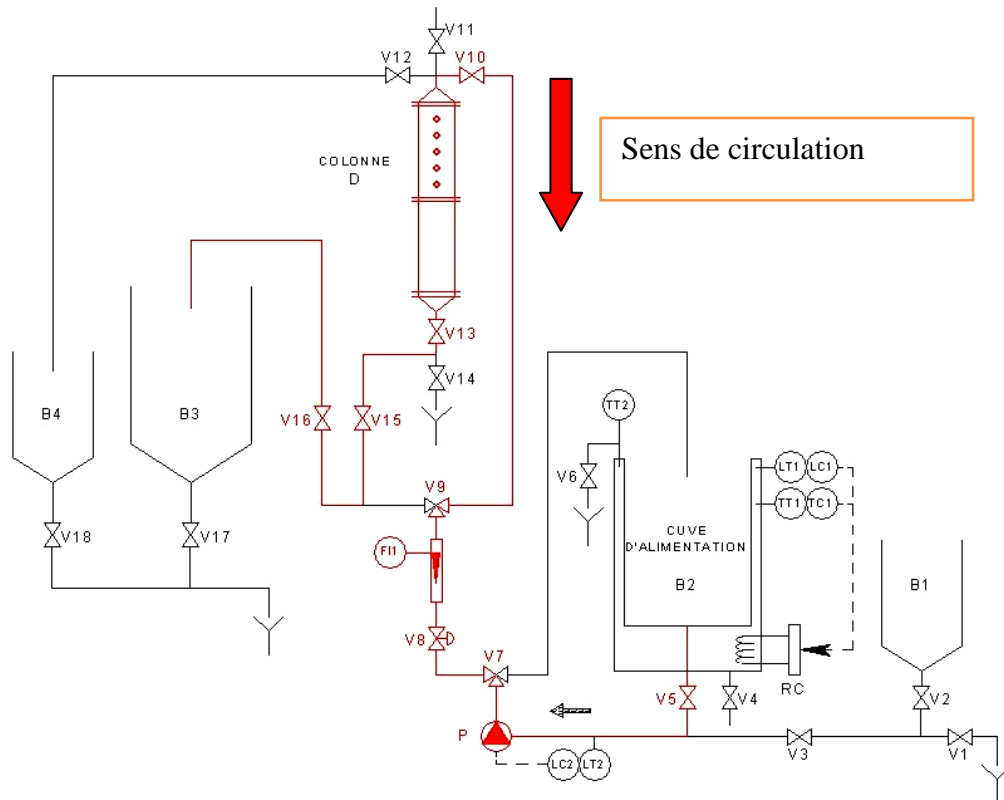 V11
V12
V10
Sens de circulation
COLONNE
D
V13
V14
B4
B3
V16
V15
TT2
V6
LT1
LC1
TT1
TC1
V9
CUVE
D'ALIMENTATION
B2
B1
V18
V17
FI1
V8
V7
V5
V4
RC
V2
P
LC2
LT2
V3
V1